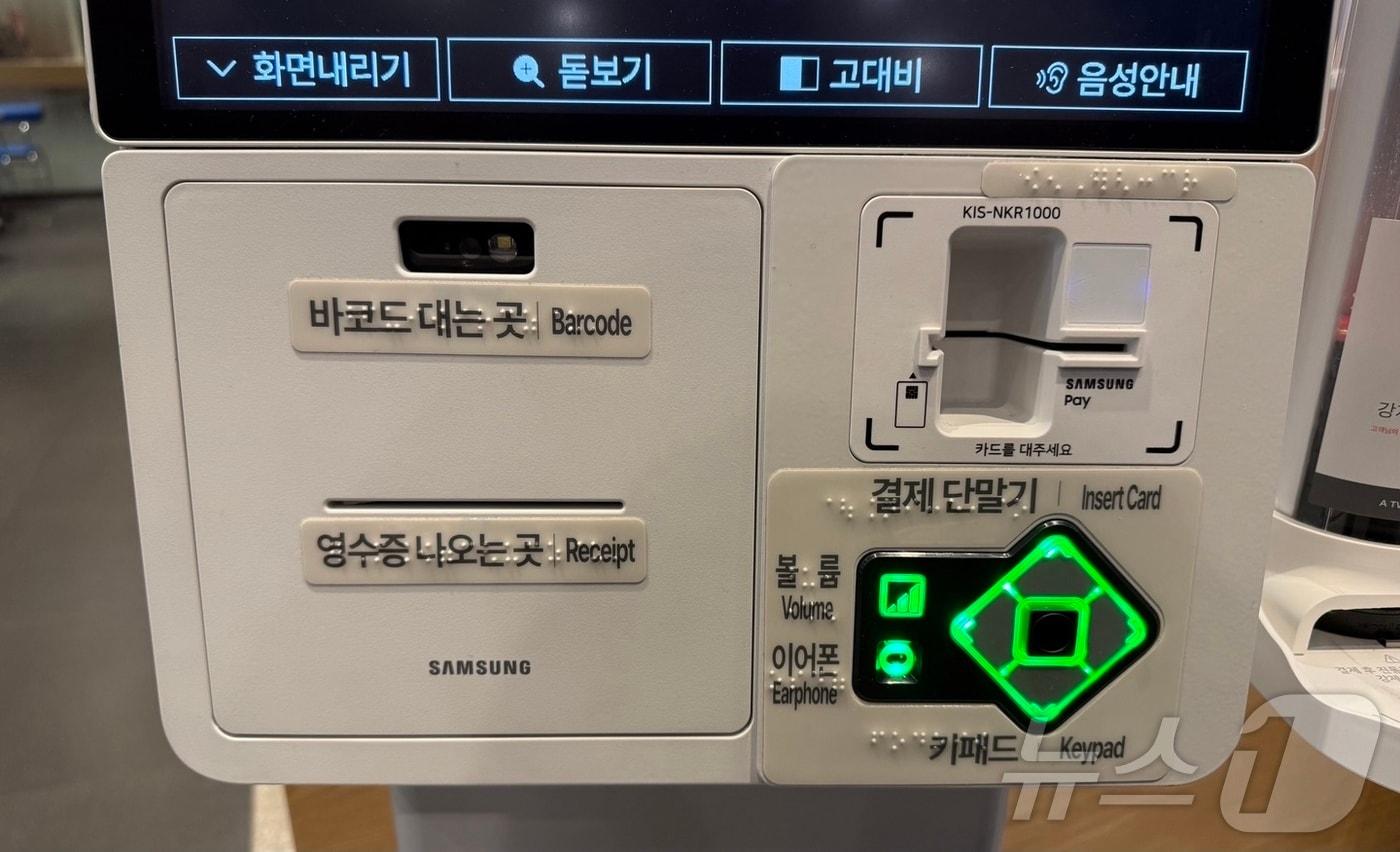 화면내리기 돋보기 고대비 음성안내
KIS-NKR1000
바코드 대는 곳 | Barcode
SAMSUNG
Pay
카드를 대주세요
결제 단말기 | Insert Card
영수증 나오는 곳 | Receipt
볼륨
Volume
이어폰
Earphone
SAMSUNG
카패드 Keypad
뉴스1